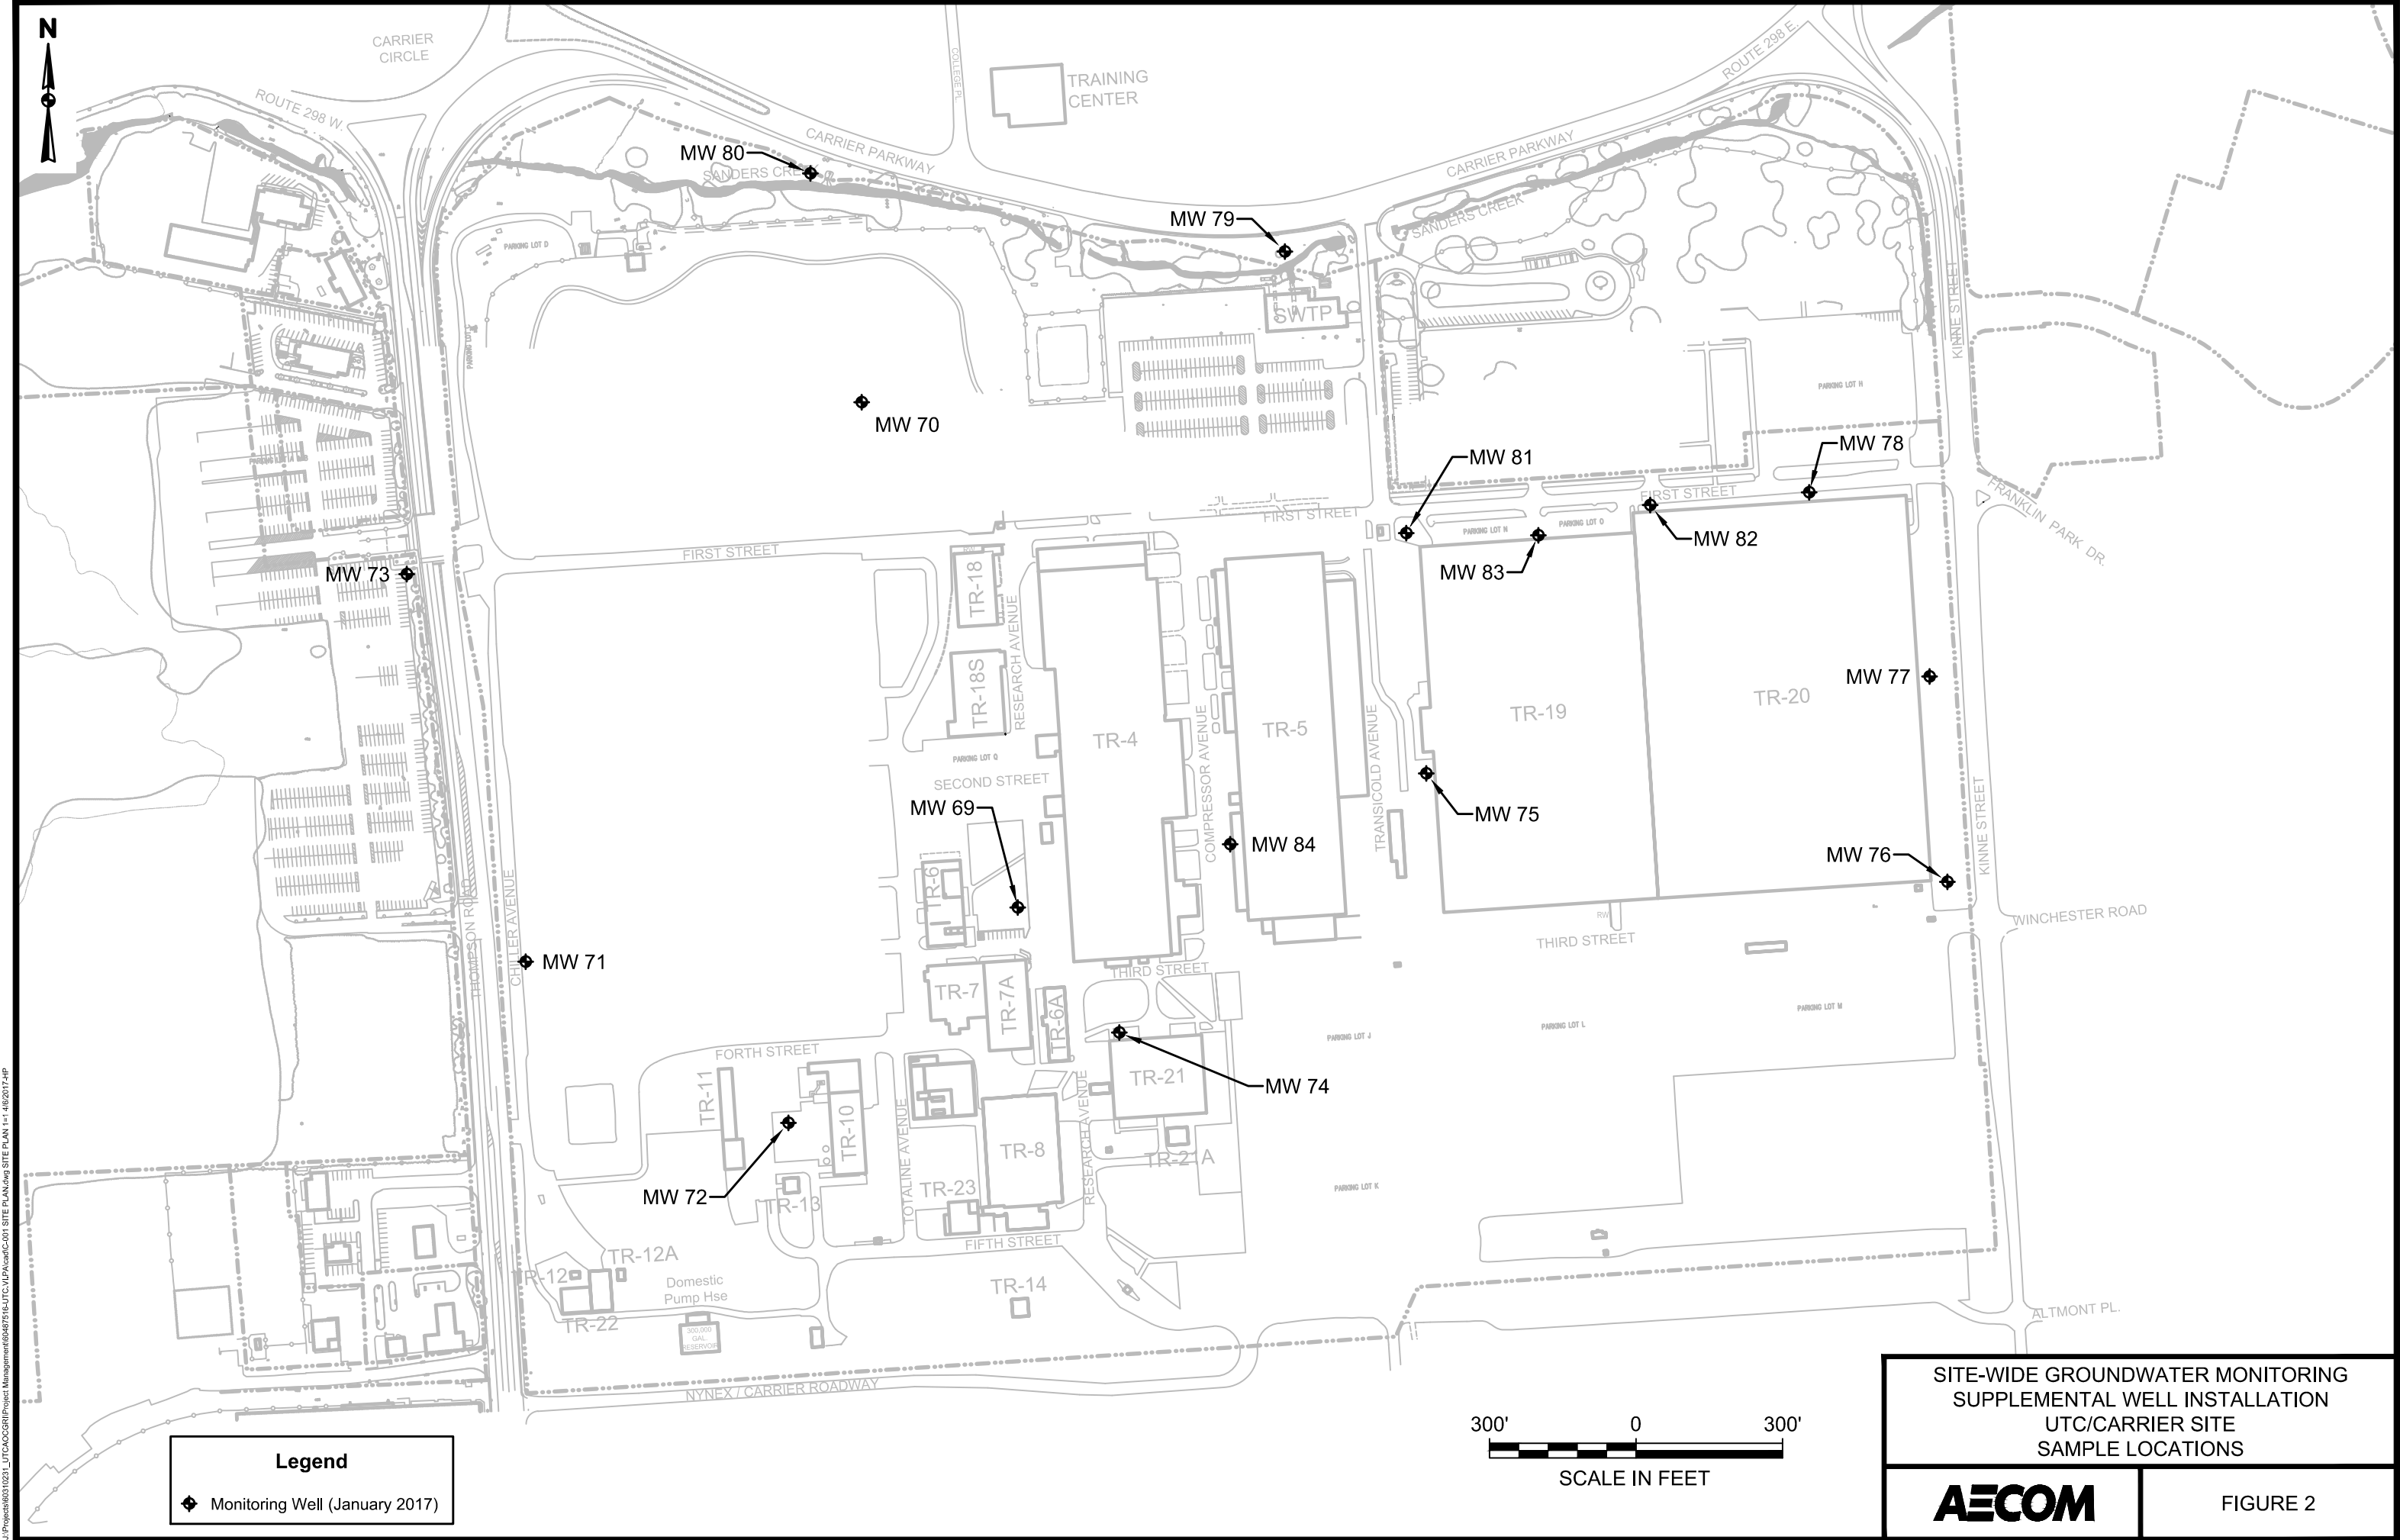 N
CARRIER
CIRCLE
ROUTE 298 W.
COLLEGE PL.
TRAINING
CENTER
ROUTE 298 E.
CARRIER PARKWAY
CARRIER PARKWAY
MW 80
SANDERS CREEK
MW 79
SANDERS CREEK
PARKING LOT D
SWTP
KINNE STREET
PARKING LOT H
MW 70
MW 81
MW 78
FIRST STREET
FIRST STREET
FIRST STREET
PARKING LOT N
PARKING LOT O
MW 82
MW 83
FRANKLIN PARK DR.
MW 73
TR-18
RESEARCH AVENUE
TR-18S
MW 77
TR-20
TR-19
TR-5
TR-4
COMPRESSOR AVENUE
TRANSICOLD AVENUE
PARKING LOT Q
SECOND STREET
MW 69
MW 75
MW 84
MW 76
KINNE STREET
TR-6
THOMPSON ROAD
CHILLER AVENUE
RW
WINCHESTER ROAD
THIRD STREET
THIRD STREET
MW 71
TR-7
TR-7A
TR-6A
PARKING LOT J
PARKING LOT L
PARKING LOT M
FORTH STREET
TR-11
TR-10
TR-21
MW 74
TR-8
TOTALINE AVENUE
RESEARCH AVENUE
TR-21A
MW 72
TR-13
TR-23
PARKING LOT K
FIFTH STREET
TR-12A
TR-12
Domestic
Pump Hse
TR-14
TR-22
300,000
GAL.
RESERVOIR
ALTMONT PL.
NYNEX / CARRIER ROADWAY
300'
0
300'
SCALE IN FEET
Legend
Monitoring Well (January 2017)
SITE-WIDE GROUNDWATER MONITORING
SUPPLEMENTAL WELL INSTALLATION
UTC/CARRIER SITE
SAMPLE LOCATIONS
AECOM
FIGURE 2